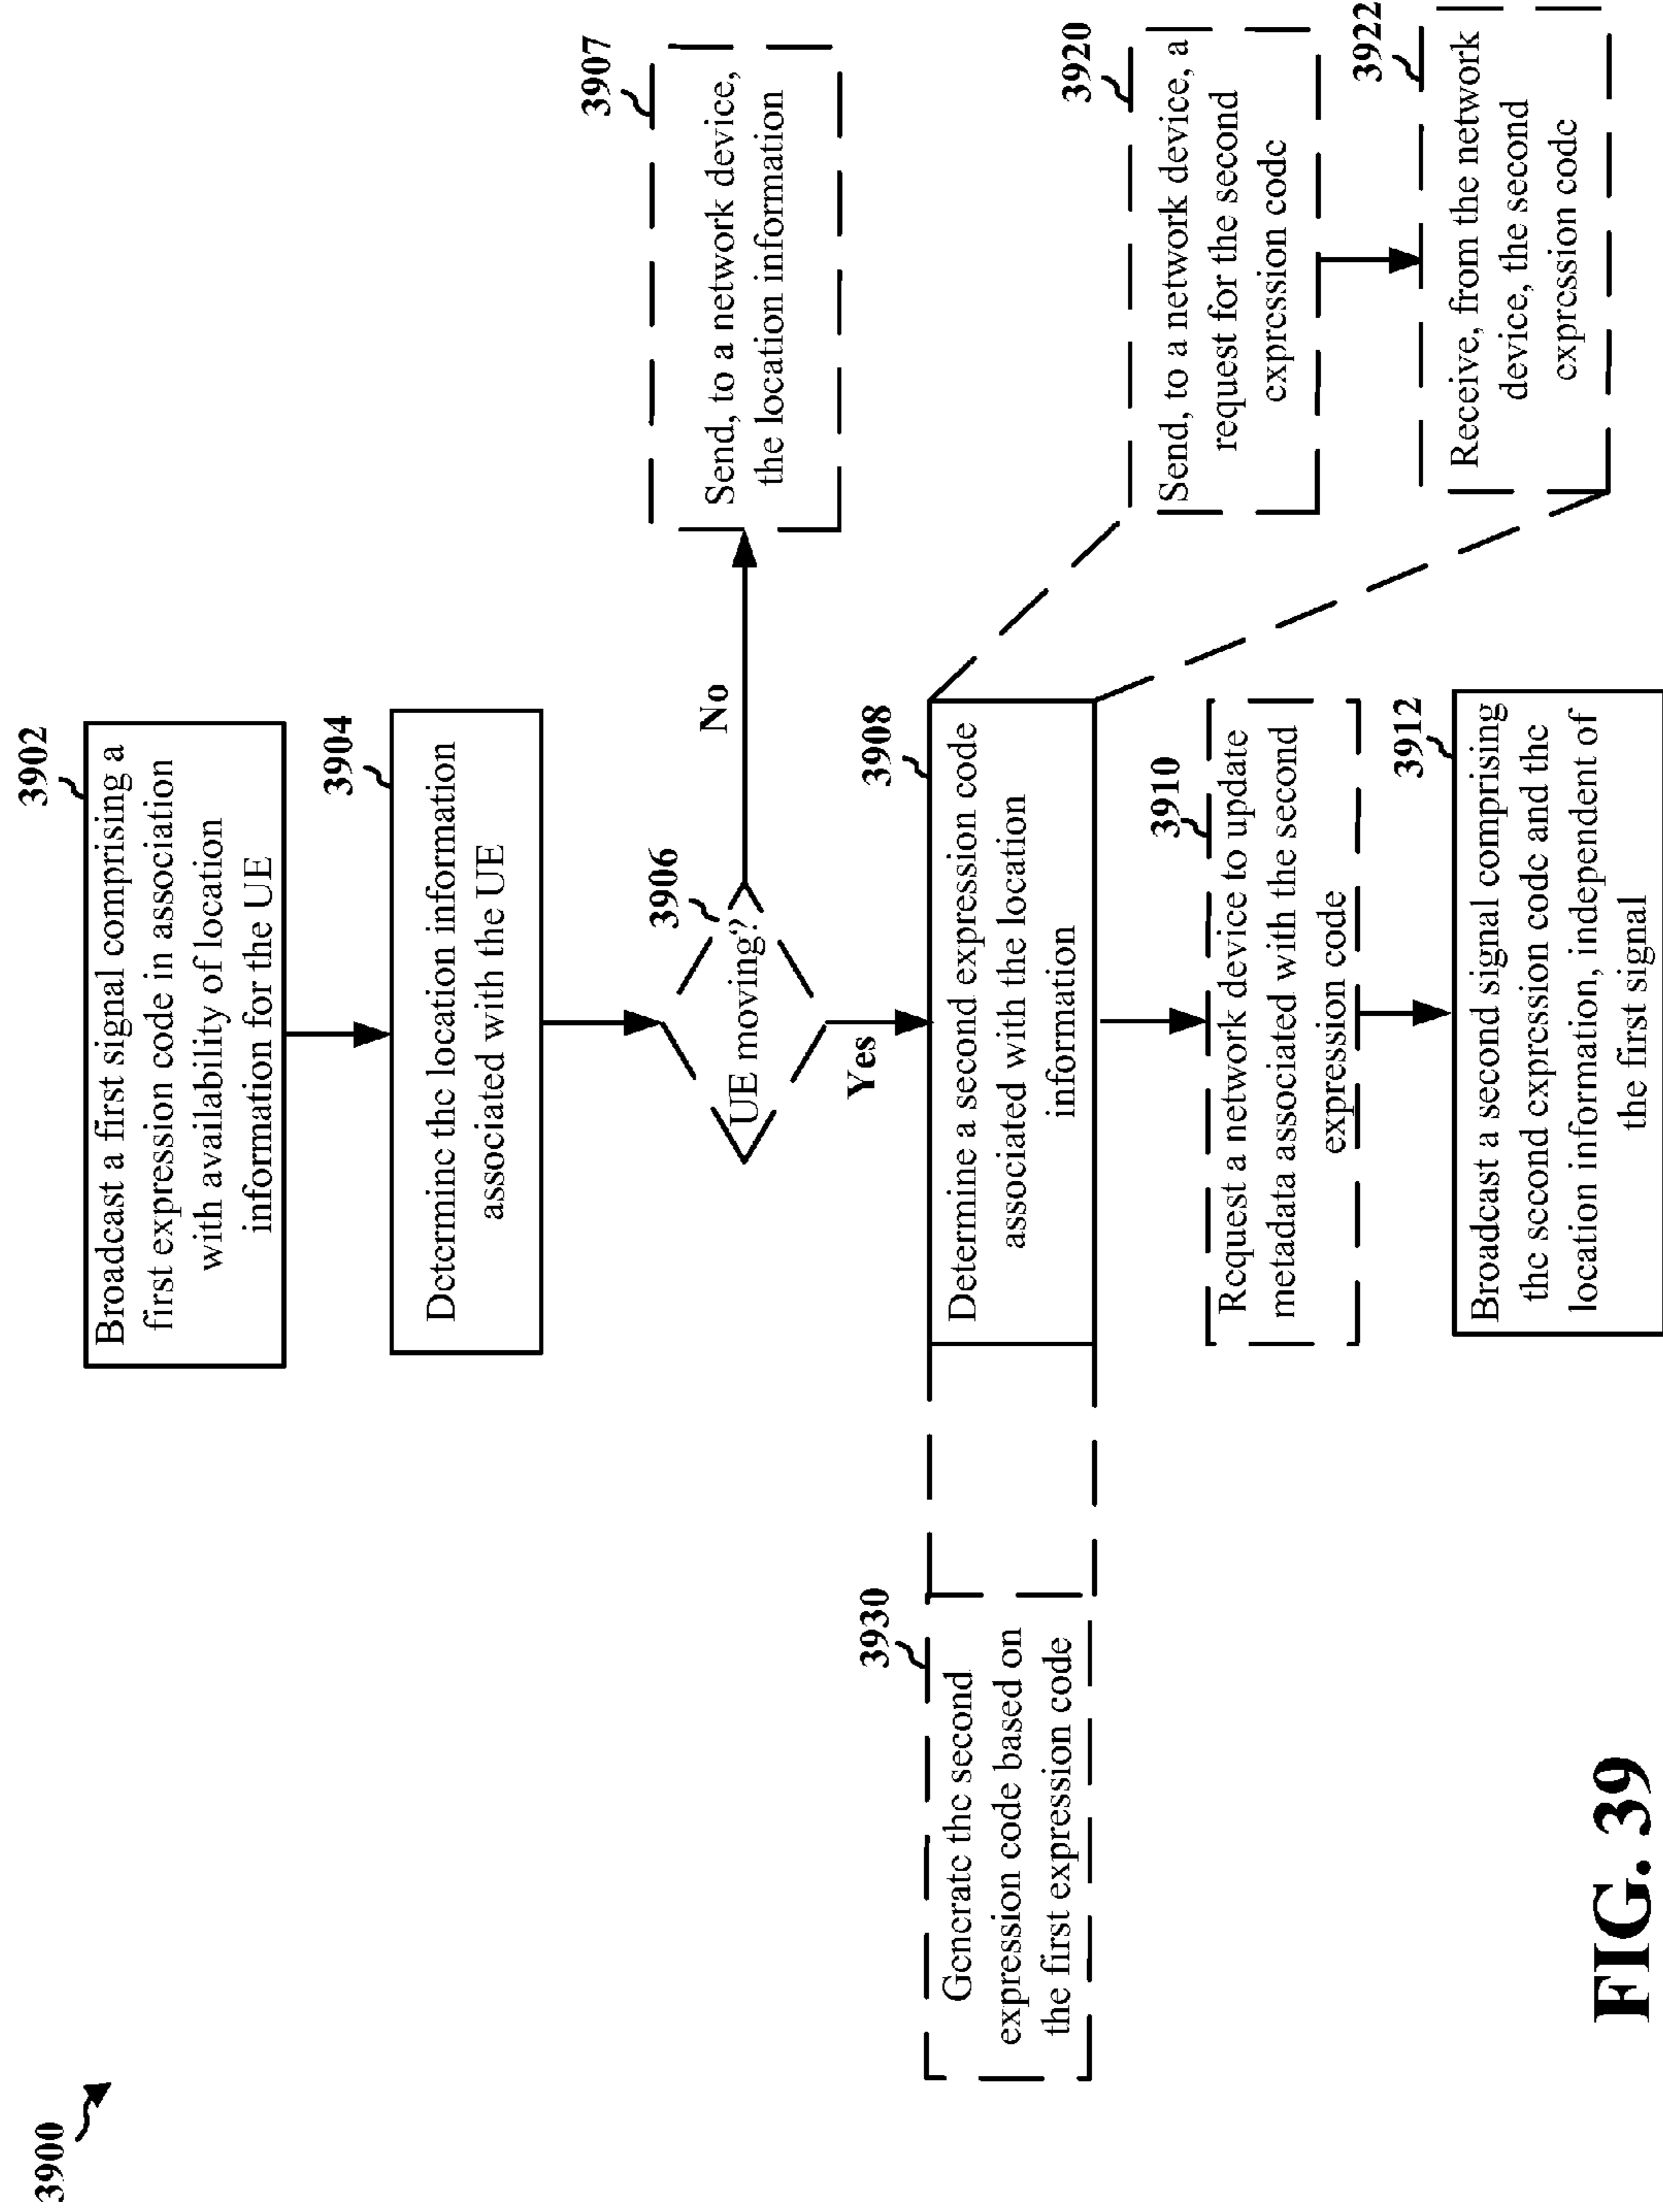 3900
3902
Broadcast a first signal comprising a
first expression code in association
with availability of location
information for the UE
3904
Determine the location information
associated with the UE
3906
UE moving?
No
3907
Send, to a network device,
the location information
Yes
3908
Determine a second expression code
associated with the location
information
3930
Generate the second
expression code based on
the first expression code
3920
Send, to a network device, a
request for the second
expression code
3922
Receive, from the network
device, the second
expression code
3910
Request a network device to update
metadata associated with the second
expression code
3912
Broadcast a second signal comprising
the second expression code and the
location information, independent of
the first signal
FIG. 39